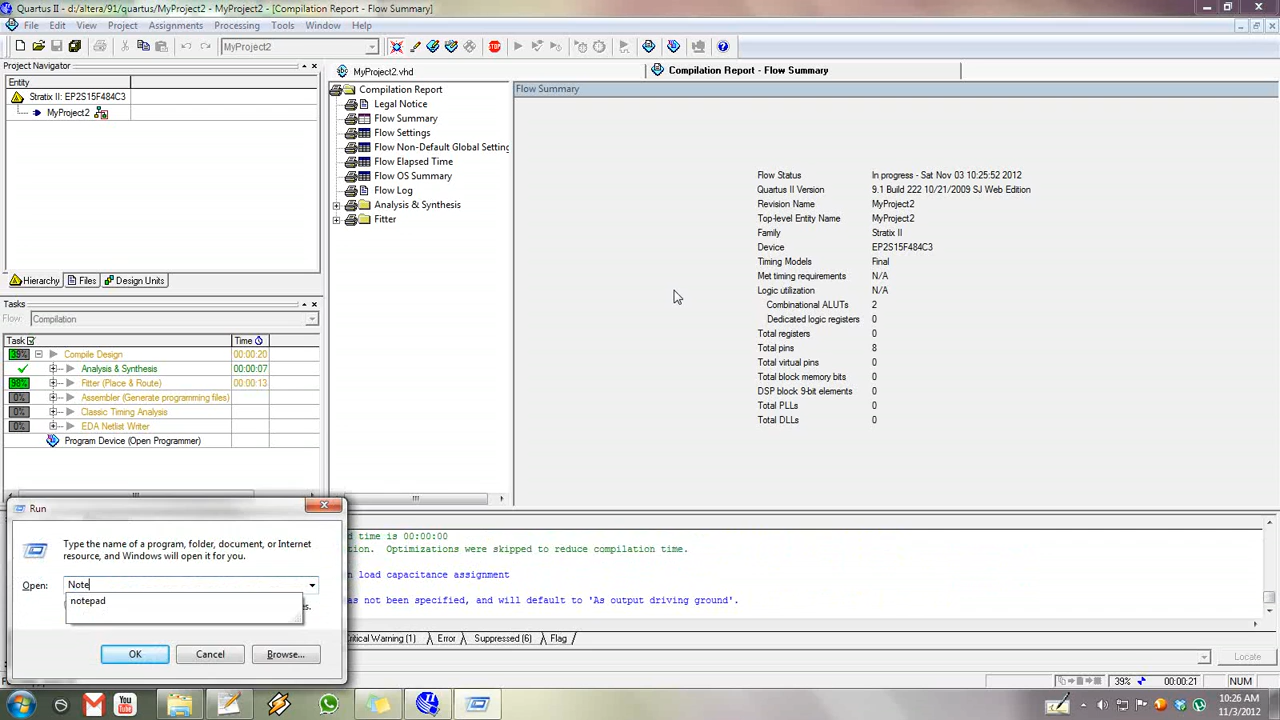 Quartus II - d:/altera/91/quartus/MyProject2 - MyProject2 - [Compilation Report - Flow Summary]
File Edit View Project Assignments Processing Tools Window Help
MyProject2
Project Navigator
Entity
Stratix II: EP2S15F484C3
MyProject2
Hierarchy Files Design Units
Tasks
Flow: Compilation
Task Time
39% Compile Design 00:00:20
Analysis & Synthesis 00:00:07
98% Fitter (Place & Route) 00:00:13
0% Assembler (Generate programming files)
0% Classic Timing Analysis
0% EDA Netlist Writer
Program Device (Open Programmer)
MyProject2.vhd
Compilation Report - Flow Summary
Compilation Report
Legal Notice
Flow Summary
Flow Settings
Flow Non-Default Global Setting
Flow Elapsed Time
Flow OS Summary
Flow Log
Analysis & Synthesis
Fitter
Flow Summary
Flow Status In progress - Sat Nov 03 10:25:52 2012
Quartus II Version 9.1 Build 222 10/21/2009 SJ Web Edition
Revision Name MyProject2
Top-level Entity Name MyProject2
Family Stratix II
Device EP2S15F484C3
Timing Models Final
Met timing requirements N/A
Logic utilization N/A
Combinational ALUTs 2
Dedicated logic registers 0
Total registers 0
Total pins 8
Total virtual pins 0
Total block memory bits 0
DSP block 9-bit elements 0
Total PLLs 0
Total DLLs 0
d time is 00:00:00
tion. Optimizations were skipped to reduce compilation time.
n load capacitance assignment
as not been specified, and will default to 'As output driving ground'.
Critical Warning (1) Error Suppressed (6) Flag
Locate
39% 00:00:21 NUM
Run
Type the name of a program, folder, document, or Internet
resource, and Windows will open it for you.
Open: Note
notepad
es.
OK Cancel Browse...
You
Tube
10:26 AM
11/3/2012